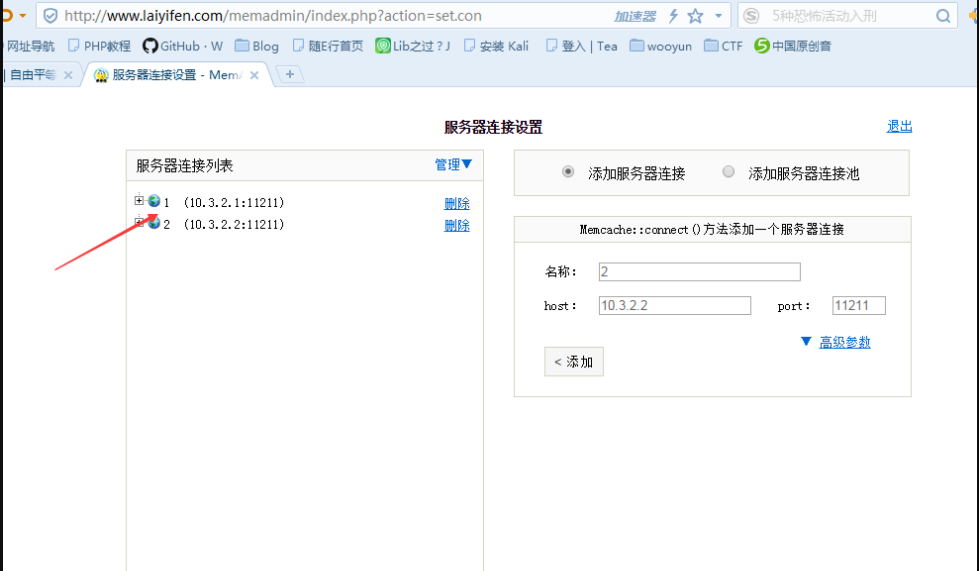 http://www.laiyifen.com/memadmin/index.php?action=set.con 加速器 5种恐怖活动入刑
网址导航 PHP教程 GitHub · W Blog 随E行首页 Lib之过?J 安装 Kali 登入 | Tea wooyun CTF 中国原创音
自由平等 × 服务器连接设置 - MemA × +
服务器连接设置 退出
服务器连接列表 管理▼
1 (10.3.2.1:11211) 删除
2 (10.3.2.2:11211) 删除
添加服务器连接 添加服务器连接池
Memcache::connect()方法添加一个服务器连接
名称: 2
host: 10.3.2.2 port: 11211
▼ 高级参数
< 添加